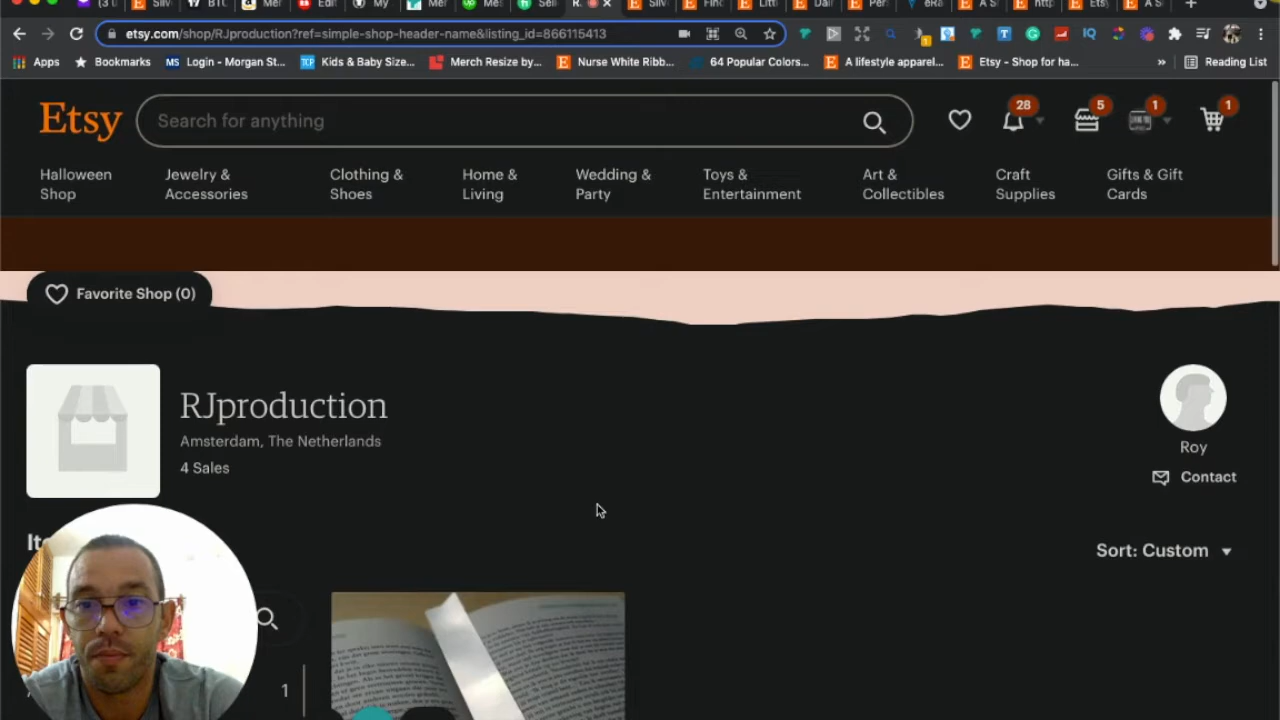 etsy.com/shop/RJproduction?ref=simple-shop-header-name&listing_id=866115413
Apps Bookmarks Login - Morgan St... Kids & Baby Size... Merch Resize by... Nurse White Ribb... 64 Popular Colors... A lifestyle apparel... Etsy - Shop for ha... » Reading List
Etsy
Search for anything
28
5
1
1
Halloween Shop
Jewelry & Accessories
Clothing & Shoes
Home & Living
Wedding & Party
Toys & Entertainment
Art & Collectibles
Craft Supplies
Gifts & Gift Cards
Favorite Shop (0)
RJproduction
Amsterdam, The Netherlands
4 Sales
Roy
Contact
Sort: Custom
1